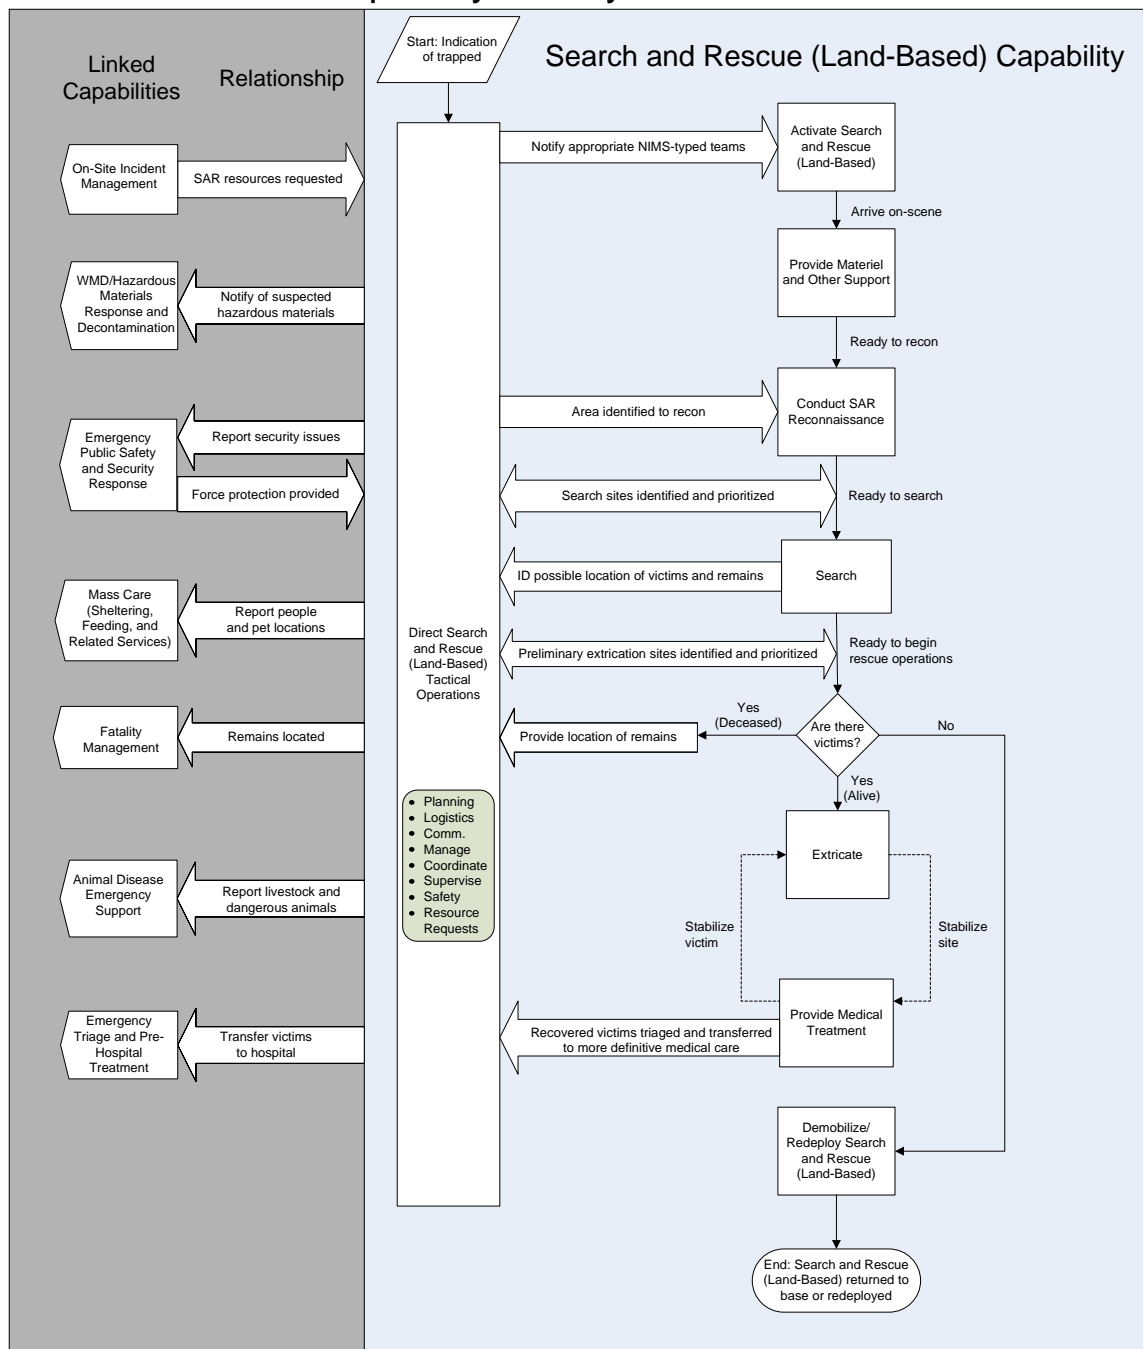 Start: Indication
of trapped
Search and Rescue (Land-Based) Capability
Linked
Capabilities
Relationship
On-Site Incident
Management
SAR resources requested
WMD/Hazardous
Materials
Response and
Decontamination
Notify of suspected
hazardous materials
Emergency
Public Safety
and Security
Response
Report security issues
Force protection provided
Mass Care
(Sheltering,
Feeding, and
Related Services)
Report people
and pet locations
Fatality
Management
Remains located
Animal Disease
Emergency
Support
Report livestock and
dangerous animals
Emergency
Triage and Pre-
Hospital
Treatment
Transfer victims
to hospital
Direct Search
and Rescue
(Land-Based)
Tactical
Operations
• Planning
• Logistics
• Comm.
• Manage
• Coordinate
• Supervise
• Safety
• Resource
Requests
Notify appropriate NIMS-typed teams
Activate Search
and Rescue
(Land-Based)
Arrive on-scene
Provide Materiel
and Other Support
Ready to recon
Area identified to recon
Conduct SAR
Reconnaissance
Search sites identified and prioritized
Ready to search
ID possible location of victims and remains
Search
Preliminary extrication sites identified and prioritized
Ready to begin
rescue operations
Provide location of remains
Yes
(Deceased)
Are there
victims?
No
Yes
(Alive)
Extricate
Stabilize
victim
Stabilize
site
Recovered victims triaged and transferred
to more definitive medical care
Provide Medical
Treatment
Demobilize/
Redeploy Search
and Rescue
(Land-Based)
End: Search and Rescue
(Land-Based) returned to
base or redeployed